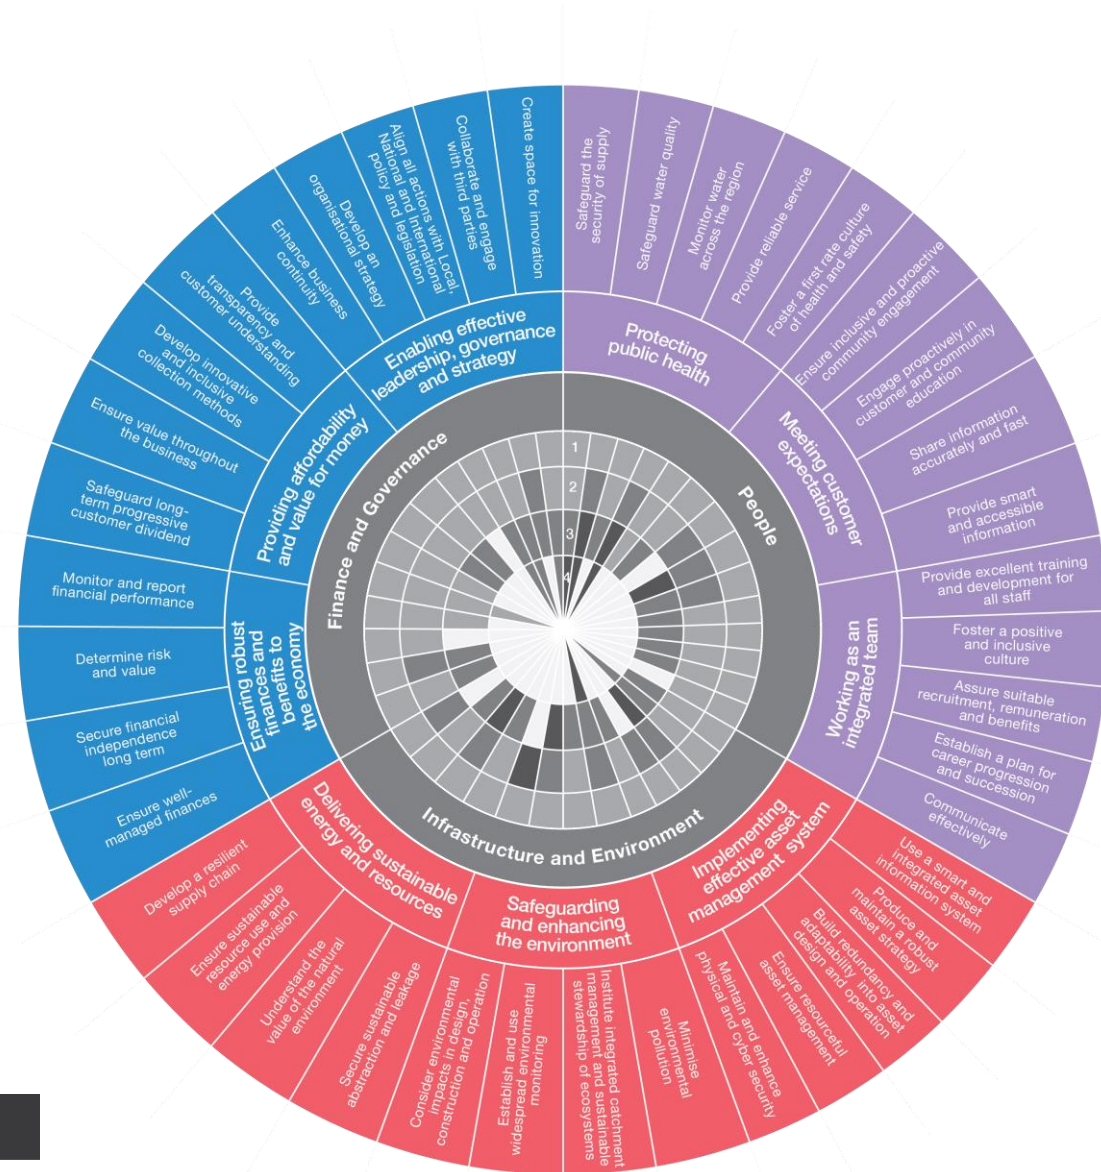 Create space for innovation
Collaborate and engage
with third parties
Align all actions with Local,
National and International
policy and legislation
Develop an
organisational strategy
Enhance business
continuity
Provide
transparency and
customer understanding
Develop innovative
and inclusive
collection methods
Ensure value throughout
the business
Safeguard long-
term progressive
customer dividend
Monitor and report
financial performance
Determine risk
and value
Secure financial
independence
long term
Ensure well-
managed finances
Enabling effective
leadership, governance
and strategy
Providing affordability
and value for money
Ensuring robust
finances and
benefits to
the economy
Finance and Governance
Safeguard the
security of supply
Safeguard water quality
Monitor water
across the region
Provide reliable service
Foster a first rate culture
of health and safety
Ensure inclusive and proactive
community engagement
Engage proactively in
customer and community
education
Share information
accurately and fast
Provide smart
and accessible
information
Provide excellent training
and development for
all staff
Foster a positive
and inclusive
culture
Assure suitable
recruitment, remuneration
and benefits
Establish a plan for
career progression
and succession
Communicate
effectively
Protecting
public health
Meeting customer
expectations
Working as an
integrated team
People
1
2
3
4
Use a smart and
integrated asset
information system
Produce and
maintain a robust
asset strategy
Build redundancy and
adaptability into asset
design and operation
Ensure resourceful
asset management
Maintain and enhance
physical and cyber security
Minimise
environmental
pollution
Institute integrated catchment
management and sustainable
stewardship of ecosystems
Establish and use
widespread environmental
monitoring
Consider environmental
impacts in design,
construction and operation
Secure sustainable
abstraction and leakage
Understand the
value of the natural
environment
Ensure sustainable
resource use and
energy provision
Develop a resilient
supply chain
Implementing
effective asset
management system
Safeguarding
and enhancing
the environment
Delivering sustainable
energy and resources
Infrastructure and Environment